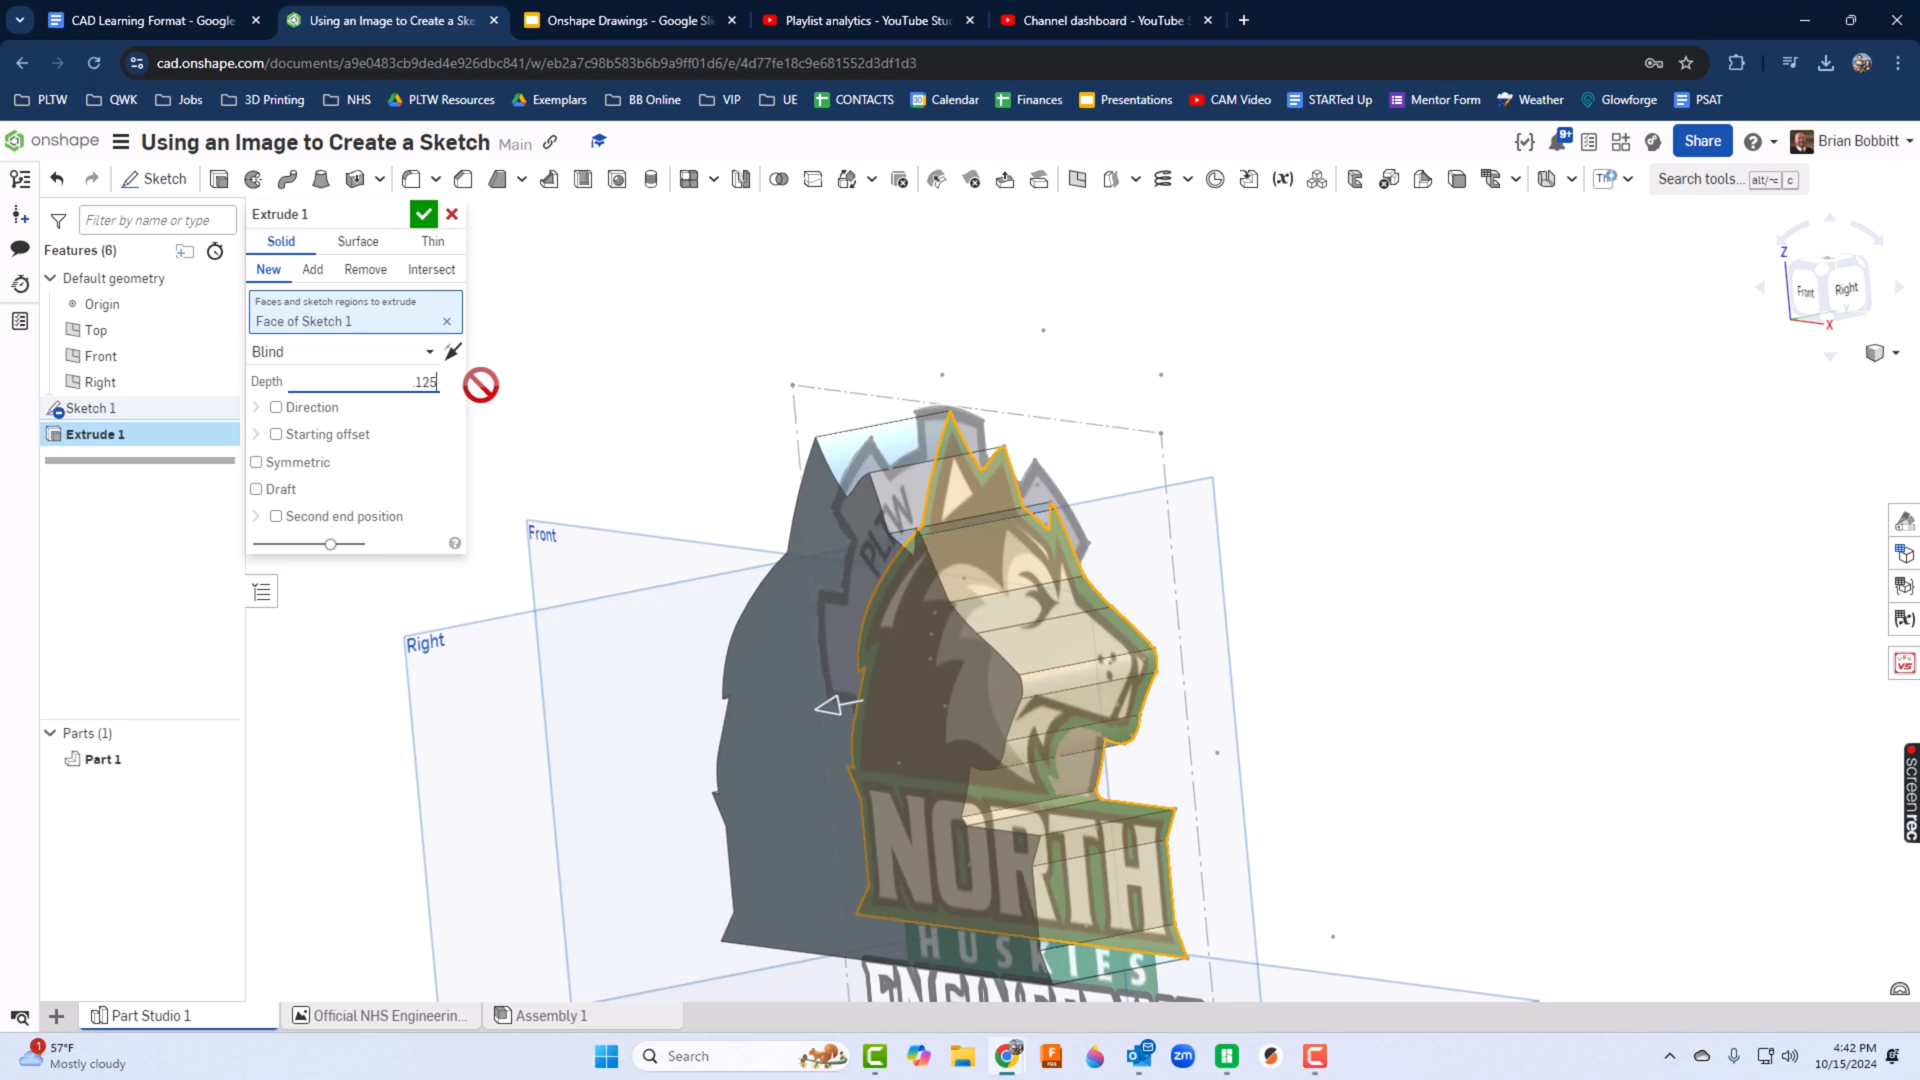 CAD Learning Format - Google
Using an Image to Create a Ske
Onshape Drawings - Google Sli
Playlist analytics - YouTube Stu
Channel dashboard - YouTube S
cad.onshape.com/documents/a9e0483cb9ded4e926dbc841/w/eb2a7c98b583b6b9a9ff01d6/e/4d77fe18c9e681552d3df1d3
PLTW
QWK
Jobs
3D Printing
NHS
PLTW Resources
Exemplars
BB Online
VIP
UE
CONTACTS
Calendar
Finances
Presentations
CAM Video
STARTed Up
Mentor Form
Weather
Glowforge
PSAT
onshape
Using an Image to Create a Sketch Main
9+
Share
Brian Bobbitt
Sketch
Search tools... alt/⌥ c
Filter by name or type
Features (6)
Default geometry
Origin
Top
Front
Right
Sketch 1
Extrude 1
Parts (1)
Part 1
Extrude 1
Solid
Surface
Thin
New
Add
Remove
Intersect
Faces and sketch regions to extrude
Face of Sketch 1
Blind
Depth
.125
Direction
Starting offset
Symmetric
Draft
Second end position
Front
Right
PLTW
NORTH
HUSKIES
Z
Front
Right
Y
X
screenrec
Part Studio 1
Official NHS Engineerin...
Assembly 1
1
57°F
Mostly cloudy
Search
4:42 PM
10/15/2024